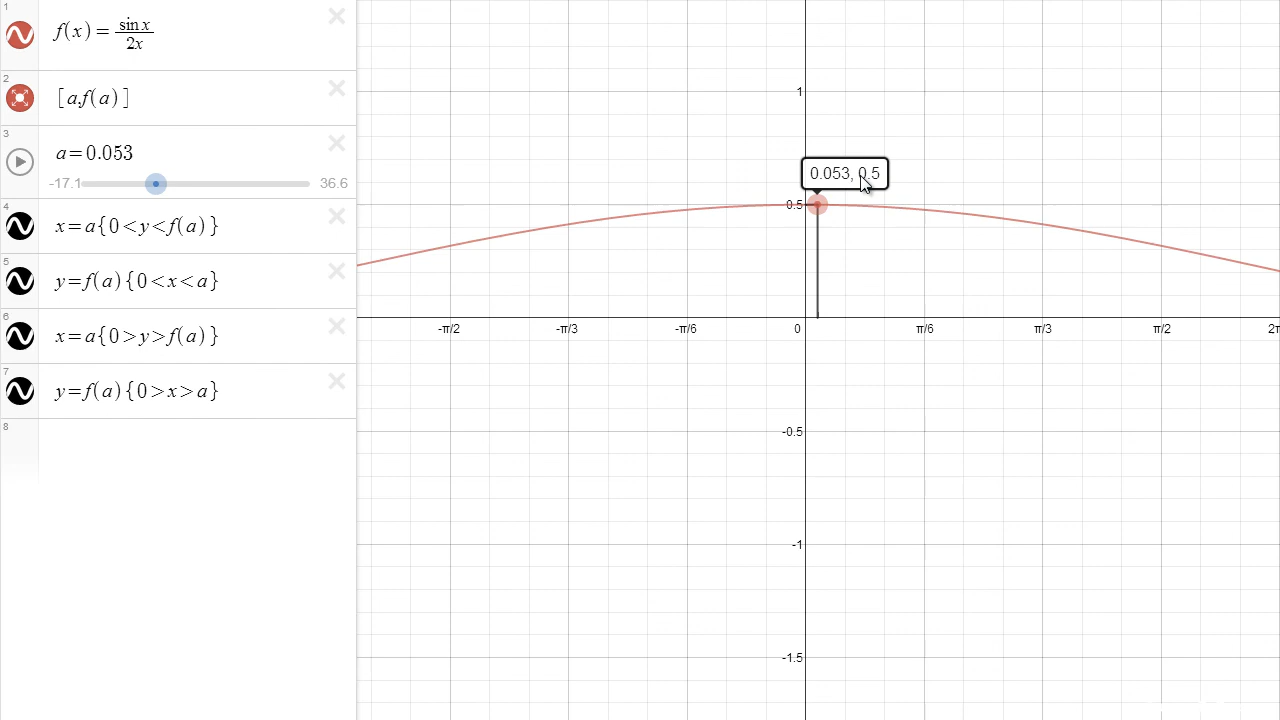 1
f(x)=sin x/2x
2
[a,f(a)]
3
a=0.053
-17.1 36.6
4
x=a{0<y<f(a)}
5
y=f(a){0<x<a}
6
x=a{0>y>f(a)}
7
y=f(a){0>x>a}
8
1
0.053, 0.5
0.5
-π/2 -π/3 -π/6 0 π/6 π/3 π/2 2π
-0.5
-1
-1.5